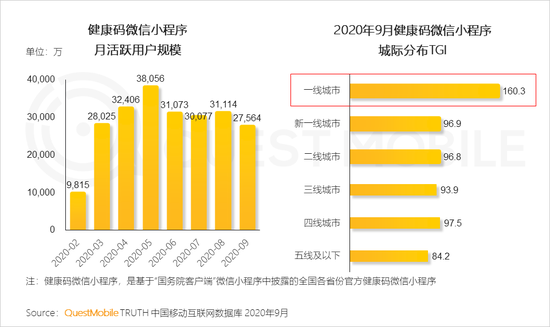 健康码微信小程序
月活跃用户规模
单位：万
40,000
30,000
20,000
10,000
0
9,815
28,025
32,406
38,056
31,073
30,077
31,114
27,564
2020-02
2020-03
2020-04
2020-05
2020-06
2020-07
2020-08
2020-09
2020年9月健康码微信小程序
城际分布TGI
一线城市 160.3
新一线城市 96.9
二线城市 96.8
三线城市 93.9
四线城市 97.5
五线及以下 84.2
QUESTMOBILE
注：健康码微信小程序，是基于“国务院客户端”微信小程序中披露的全国各省份官方健康码微信小程序
Source：QuestMobile TRUTH 中国移动互联网数据库 2020年9月